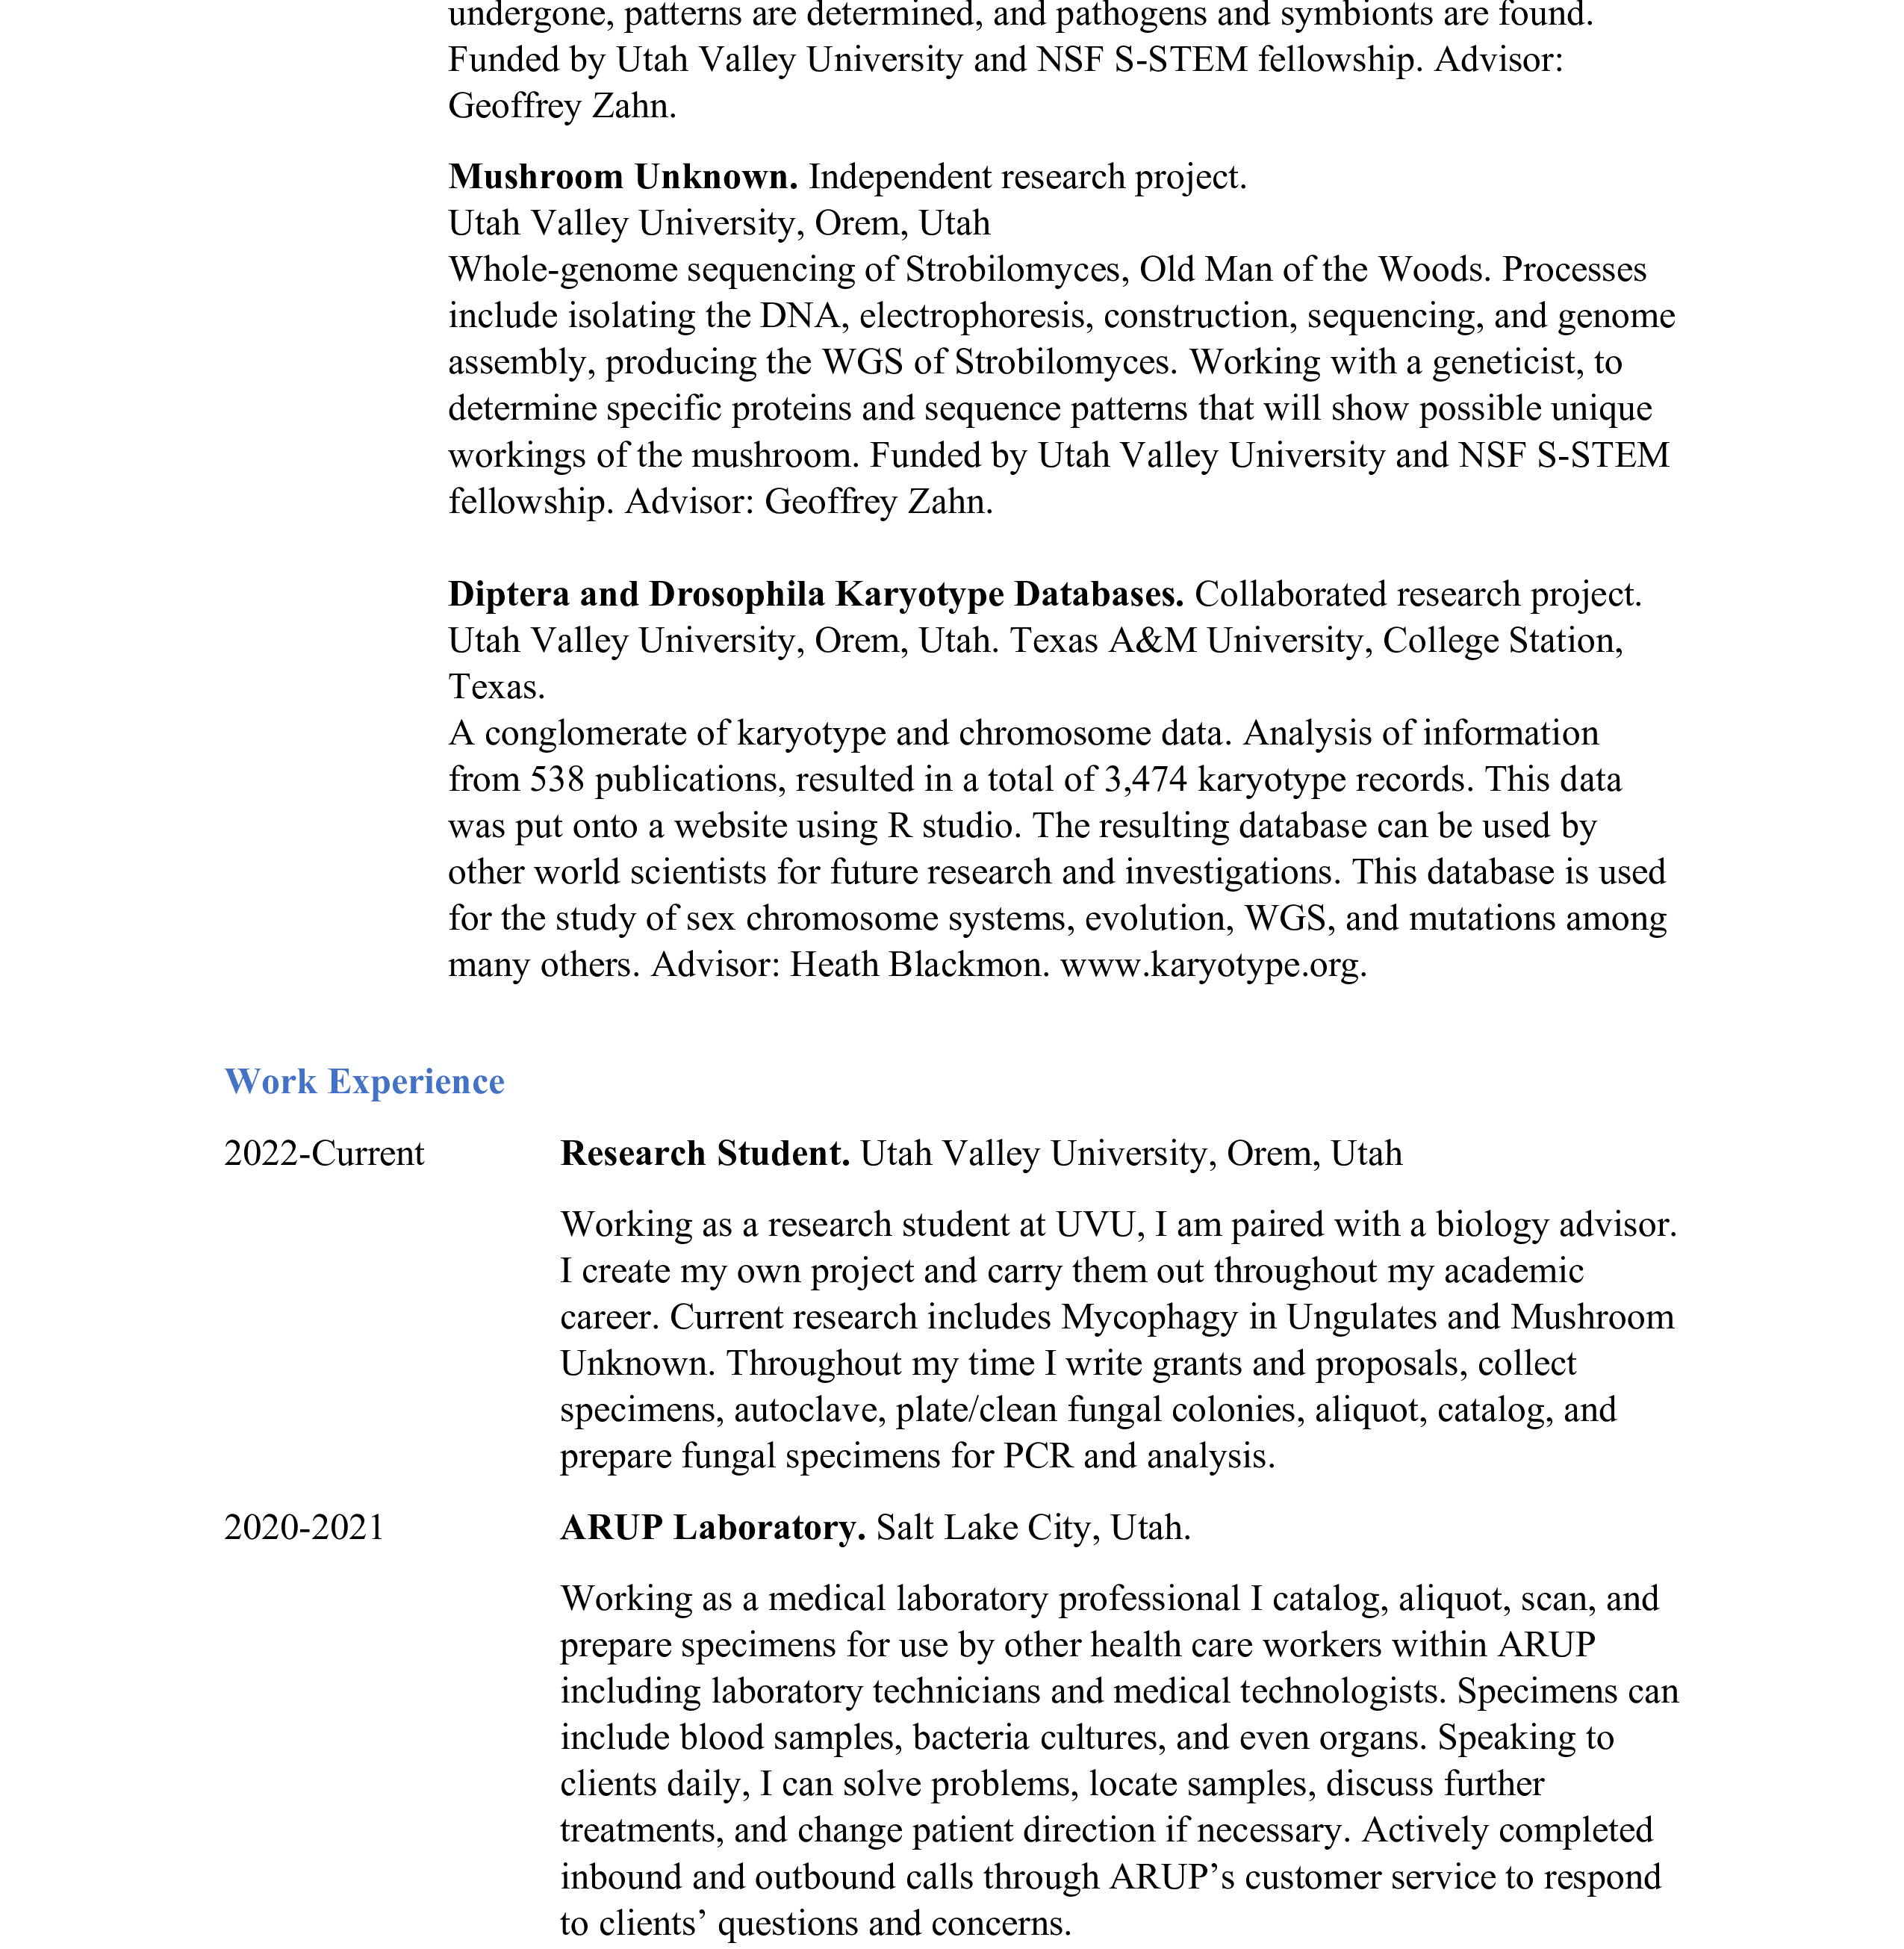 undergone, patterns are determined, and pathogens and symbionts are found.
Funded by Utah Valley University and NSF S-STEM fellowship. Advisor:
Geoffrey Zahn.
Mushroom Unknown. Independent research project.
Utah Valley University, Orem, Utah
Whole-genome sequencing of Strobilomyces, Old Man of the Woods. Processes
include isolating the DNA, electrophoresis, construction, sequencing, and genome
assembly, producing the WGS of Strobilomyces. Working with a geneticist, to
determine specific proteins and sequence patterns that will show possible unique
workings of the mushroom. Funded by Utah Valley University and NSF S-STEM
fellowship. Advisor: Geoffrey Zahn.
Diptera and Drosophila Karyotype Databases. Collaborated research project.
Utah Valley University, Orem, Utah. Texas A&M University, College Station,
Texas.
A conglomerate of karyotype and chromosome data. Analysis of information
from 538 publications, resulted in a total of 3,474 karyotype records. This data
was put onto a website using R studio. The resulting database can be used by
other world scientists for future research and investigations. This database is used
for the study of sex chromosome systems, evolution, WGS, and mutations among
many others. Advisor: Heath Blackmon. www.karyotype.org.
Work Experience
2022-Current Research Student. Utah Valley University, Orem, Utah
Working as a research student at UVU, I am paired with a biology advisor.
I create my own project and carry them out throughout my academic
career. Current research includes Mycophagy in Ungulates and Mushroom
Unknown. Throughout my time I write grants and proposals, collect
specimens, autoclave, plate/clean fungal colonies, aliquot, catalog, and
prepare fungal specimens for PCR and analysis.
2020-2021 ARUP Laboratory. Salt Lake City, Utah.
Working as a medical laboratory professional I catalog, aliquot, scan, and
prepare specimens for use by other health care workers within ARUP
including laboratory technicians and medical technologists. Specimens can
include blood samples, bacteria cultures, and even organs. Speaking to
clients daily, I can solve problems, locate samples, discuss further
treatments, and change patient direction if necessary. Actively completed
inbound and outbound calls through ARUP’s customer service to respond
to clients’ questions and concerns.